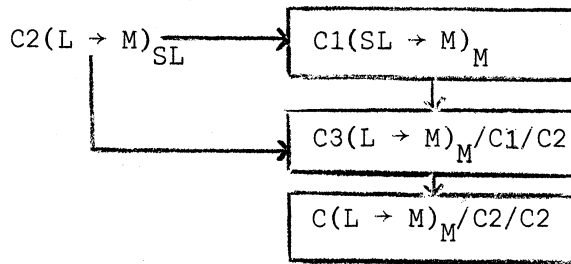 C2(L → M)SL
C1(SL → M)M
C3(L → M)M/C1/C2
C(L → M)M/C2/C2